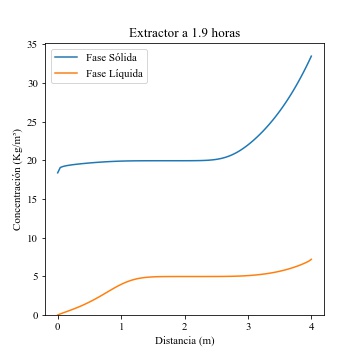 Extractor a 1.9 horas
Fase Sólida
Fase Líquida
Concentración (Kg/m³)
35
30
25
20
15
10
5
0
0 1 2 3 4
Distancia (m)